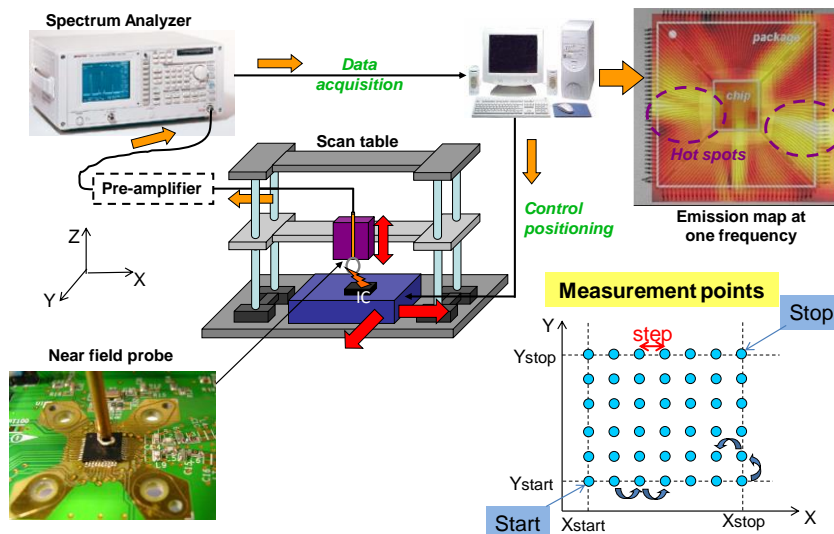 Spectrum Analyzer
Data
acquisition
package
chip
Hot spots
Emission map at
one frequency
Scan table
Pre-amplifier
Control
positioning
Z
X
Y
IC
Near field probe
L9
Measurement points
Y
step
Stop
Ystop
Ystart
Start
Xstart
Xstop
X